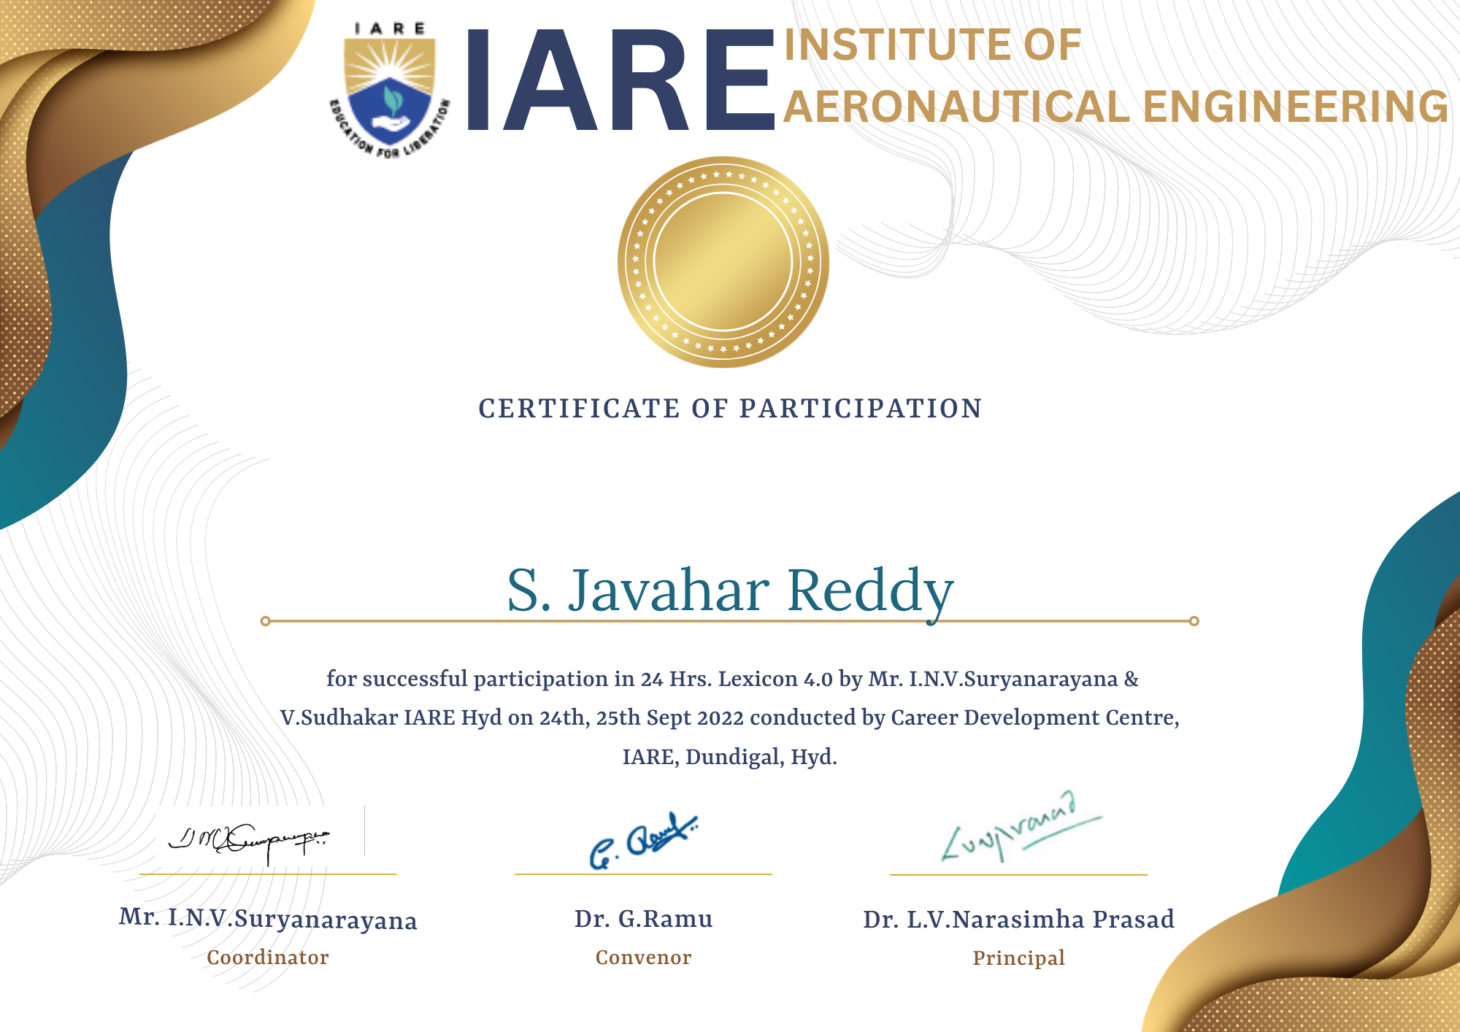 IARE
EDUCATION FOR LIBERATION
IARE
INSTITUTE OF
AERONAUTICAL ENGINEERING
CERTIFICATE OF PARTICIPATION
S. Javahar Reddy
for successful participation in 24 Hrs. Lexicon 4.0 by Mr. I.N.V.Suryanarayana &
V.Sudhakar IARE Hyd on 24th, 25th Sept 2022 conducted by Career Development Centre,
IARE, Dundigal, Hyd.
G. Ramu
Mr. I.N.V.Suryanarayana
Dr. G.Ramu
Dr. L.V.Narasimha Prasad
Coordinator
Convenor
Principal